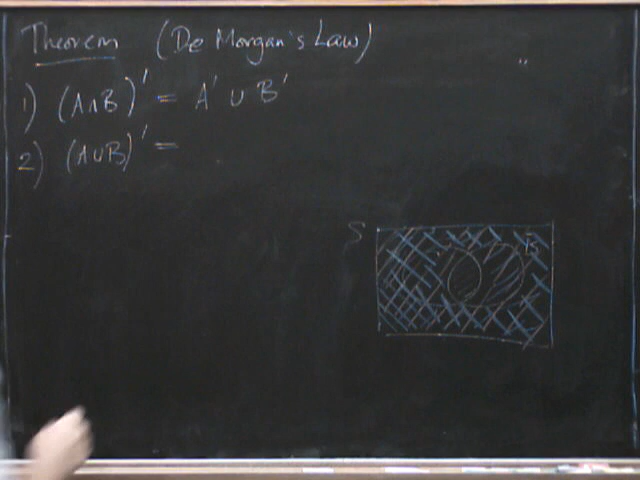 Theorem (De Morgan's Law)
1) (A∩B)' = A' ∪ B'
2) (A∪B)' =
S
B